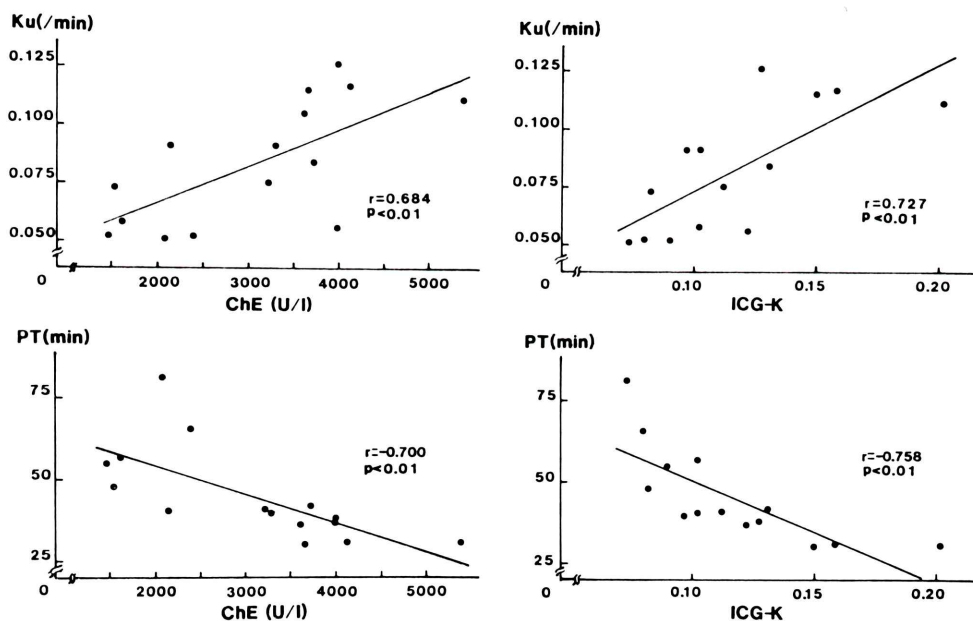 Ku(/min)
0.125
0.100
0.075
0.050
0
2000
3000
4000
5000
ChE (U/l)
r=0.684
p<0.01
Ku(/min)
0.125
0.100
0.075
0.050
0
0.10
0.15
0.20
ICG-K
r=0.727
p<0.01
PT(min)
75
50
25
0
2000
3000
4000
5000
ChE (U/l)
r=-0.700
p<0.01
PT(min)
75
50
25
0
0.10
0.15
0.20
ICG-K
r=-0.758
p<0.01